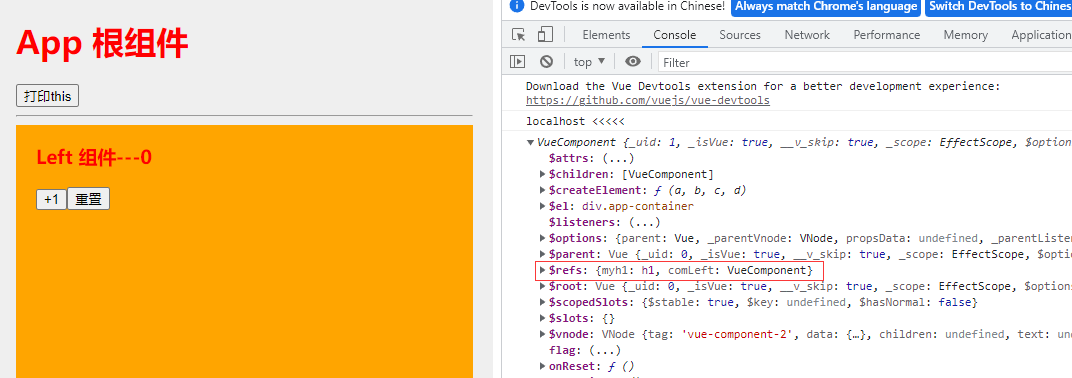 App 根组件
打印this
Left 组件---0
+1 重置
DevTools is now available in Chinese! Always match Chrome's language
Elements Console Sources Network Performance Memory Application
top ▼ Filter
Download the Vue Devtools extension for a better development experience:
https://github.com/vuejs/vue-devtools
localhost <<<<<
VueComponent {_uid: 1, _isVue: true, __v_skip: true, _scope: EffectScope, $option
$attrs: (...)
$children: [VueComponent]
$createElement: ƒ (a, b, c, d)
$el: div.app-container
$listeners: (...)
$options: {parent: Vue, _parentVnode: VNode, propsData: undefined, _parentListe
$parent: Vue {_uid: 0, _isVue: true, __v_skip: true, _scope: EffectScope, $option
$refs: {myh1: h1, comLeft: VueComponent}
$root: Vue {_uid: 0, _isVue: true, __v_skip: true, _scope: EffectScope, $options
$scopedSlots: {$stable: true, $key: undefined, $hasNormal: false}
$slots: {}
$vnode: VNode {tag: 'vue-component-2', data: {…}, children: undefined, text: un
flag: (...)
onReset: ƒ ()